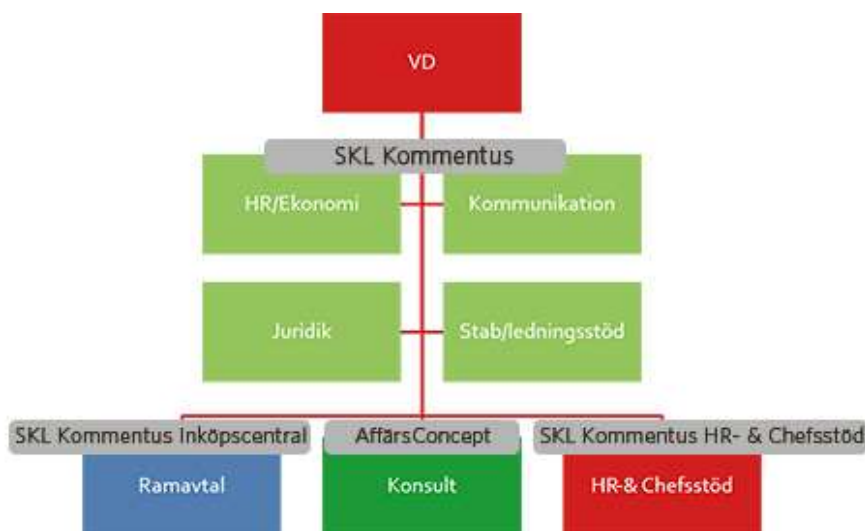 VD
SKL Kommentus
HR/Ekonomi
Kommunikation
Juridik
Stab/ledningsstöd
SKL Kommentus Inköpscentral
AffärsConcept
SKL Kommentus HR- & Chefsstöd
Ramavtal
Konsult
HR-& Chefsstöd